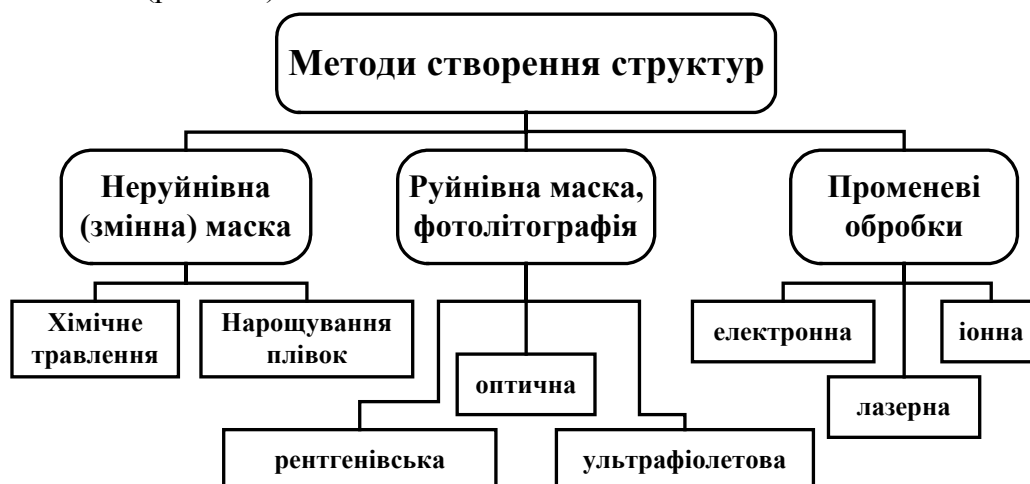 Методи створення структур
Неруйнівна
(змінна) маска
Руйнівна маска,
фотолітографія
Променеві
обробки
Хімічне
травлення
Нарощування
плівок
оптична
рентгенівська
ультрафіолетова
електронна
іонна
лазерна